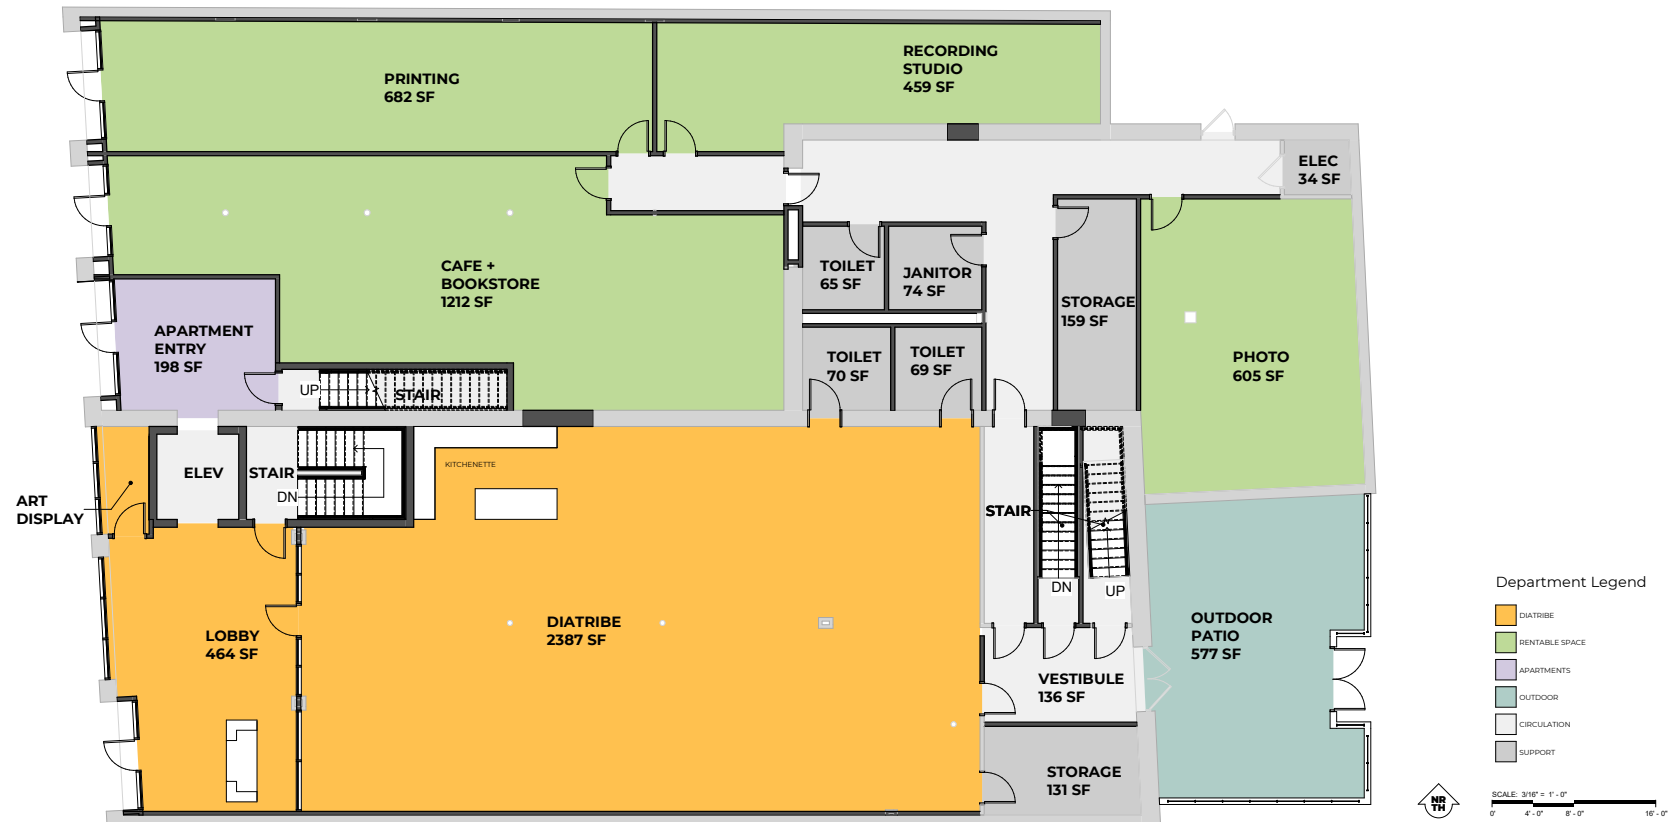 PRINTING
682 SF
RECORDING
STUDIO
459 SF
ELEC
34 SF
CAFE +
BOOKSTORE
1212 SF
TOILET
65 SF
JANITOR
74 SF
STORAGE
159 SF
APARTMENT
ENTRY
198 SF
TOILET
70 SF
TOILET
69 SF
PHOTO
605 SF
UP
STAIR
ELEV
STAIR
DN
KITCHENETTE
ART
DISPLAY
STAIR
DN
UP
LOBBY
464 SF
DIATRIBE
2387 SF
OUTDOOR
PATIO
577 SF
VESTIBULE
136 SF
STORAGE
131 SF
Department Legend
DIATRIBE
RENTABLE SPACE
APARTMENTS
OUTDOOR
CIRCULATION
SUPPORT
NR
TH
SCALE: 3/16" = 1' - 0"
0' 4' - 0" 8' - 0" 16' - 0"